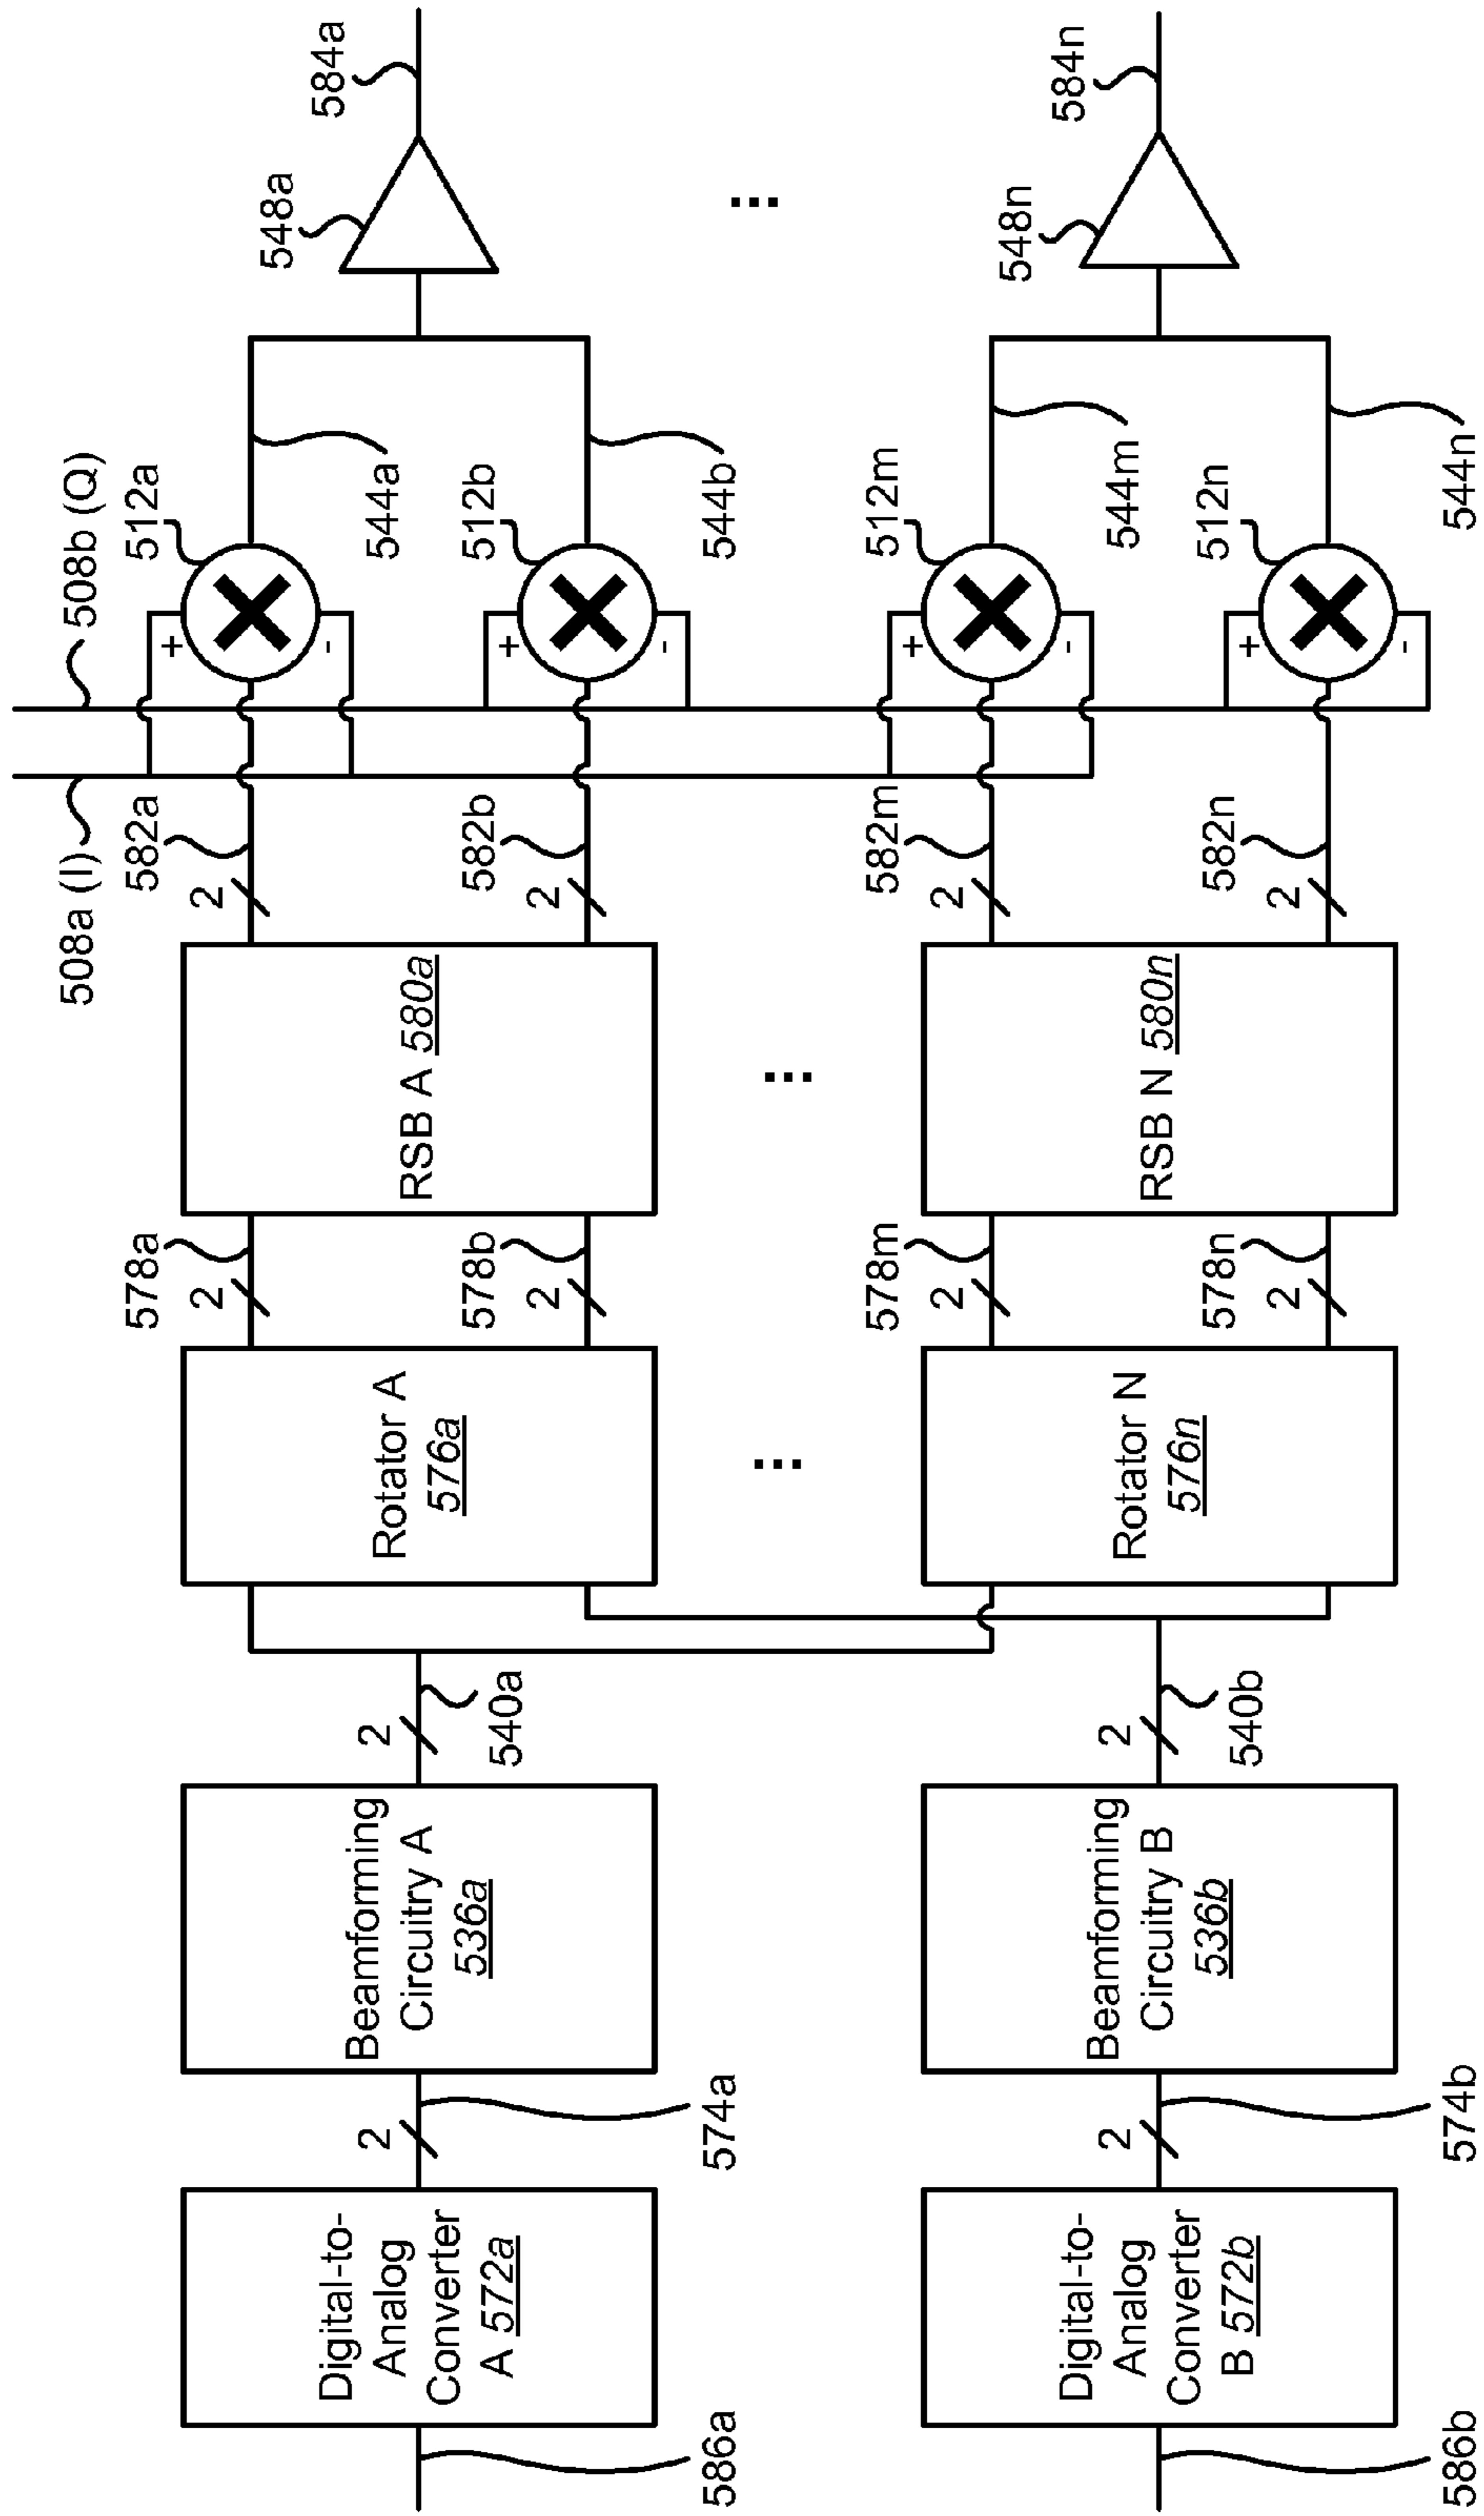 586a
Digital-to-
Analog
Converter
A 572a
2
574a
Beamforming
Circuitry A
536a
2
540a
Rotator A
576a
578a
2
578b
2
RSB A 580a
582a
2
582b
2
508a (I)
508b (Q)
512a
+
-
544a
512b
+
-
544b
548a
584a
...
...
...
586b
Digital-to-
Analog
Converter
B 572b
2
574b
Beamforming
Circuitry B
536b
2
540b
Rotator N
576n
578m
2
578n
2
RSB N 580n
582m
2
582n
2
512m
+
-
544m
512n
+
-
544n
548n
584n